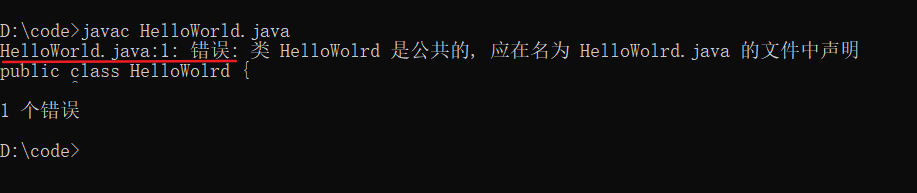 D:\code>javac HelloWorld.java
HelloWorld.java:1: 错误: 类 HelloWolrd 是公共的, 应在名为 HelloWolrd.java 的文件中声明
public class HelloWolrd {
^
1 个错误
D:\code>